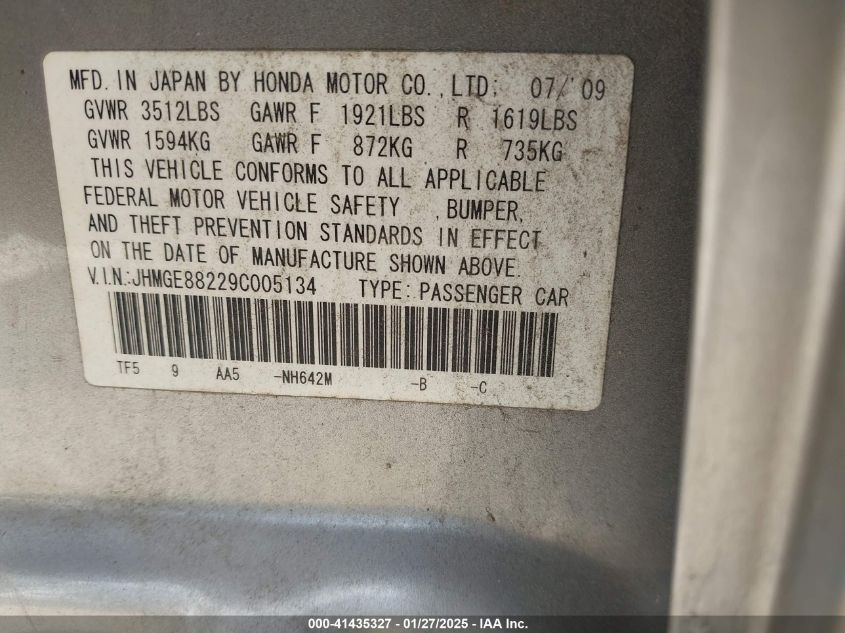 MFD. IN JAPAN BY HONDA MOTOR CO., LTD. 07/'09
GVWR 3512LBS GAWR F 1921LBS R 1619LBS
GVWR 1594KG GAWR F 872KG R 735KG
THIS VEHICLE CONFORMS TO ALL APPLICABLE
FEDERAL MOTOR VEHICLE SAFETY , BUMPER,
AND THEFT PREVENTION STANDARDS IN EFFECT
ON THE DATE OF MANUFACTURE SHOWN ABOVE.
V.I.N.:JHMGE88229C005134 TYPE: PASSENGER CAR
TF5 9 AA5 -NH642M -B -C
000-41435327 / 01/27/2025 - IAA Inc.